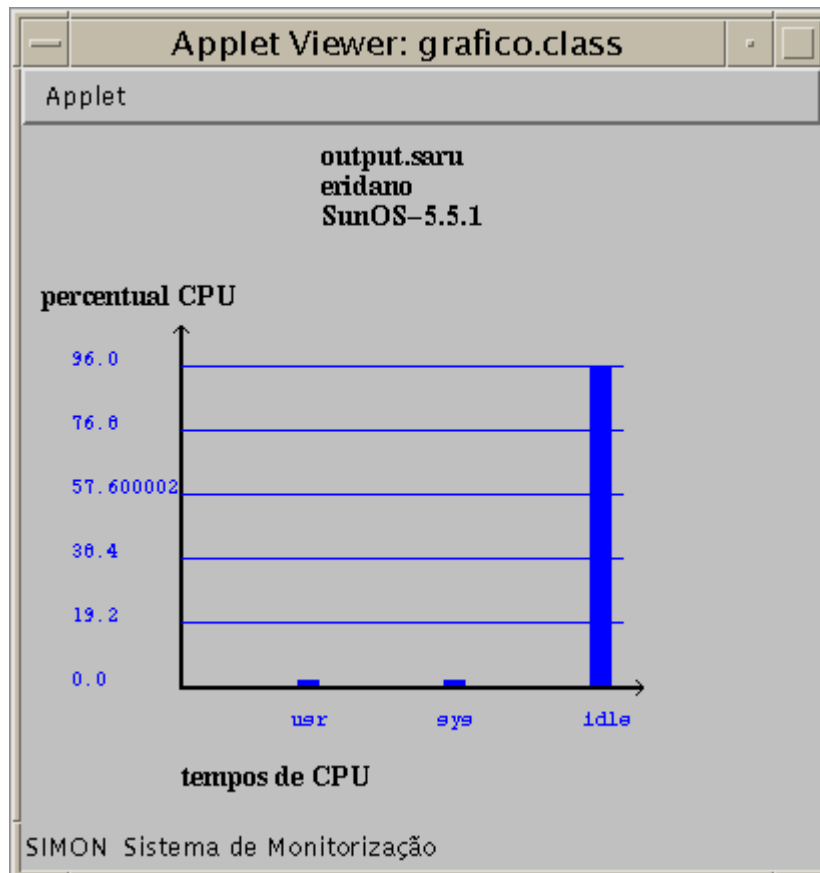 Applet Viewer: grafico.class
Applet
output.saru
eridano
SunOS-5.5.1
percentual CPU
96.0
76.8
57.600002
38.4
19.2
0.0
usr sys idle
tempos de CPU
SIMON Sistema de Monitorização